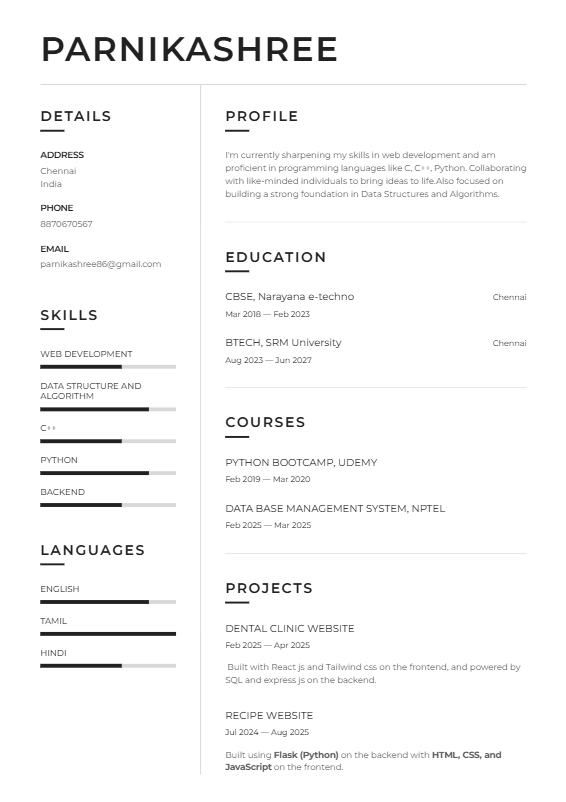 PARNIKASHREE
DETAILS
ADDRESS
Chennai
India
PHONE
8870670567
EMAIL
parnikashree86@gmail.com
SKILLS
WEB DEVELOPMENT
DATA STRUCTURE AND
ALGORITHM
C++
PYTHON
BACKEND
LANGUAGES
ENGLISH
TAMIL
HINDI
PROFILE
I'm currently sharpening my skills in web development and am
proficient in programming languages like C, C++, Python. Collaborating
with like-minded individuals to bring ideas to life.Also focused on
building a strong foundation in Data Structures and Algorithms.
EDUCATION
CBSE, Narayana e-techno Chennai
Mar 2018 — Feb 2023
BTECH, SRM University Chennai
Aug 2023 — Jun 2027
COURSES
PYTHON BOOTCAMP, UDEMY
Feb 2019 — Mar 2020
DATA BASE MANAGEMENT SYSTEM, NPTEL
Feb 2025 — Mar 2025
PROJECTS
DENTAL CLINIC WEBSITE
Feb 2025 — Apr 2025
Built with React js and Tailwind css on the frontend, and powered by
SQL and express js on the backend.
RECIPE WEBSITE
Jul 2024 — Aug 2025
Built using Flask (Python) on the backend with HTML, CSS, and
JavaScript on the frontend.